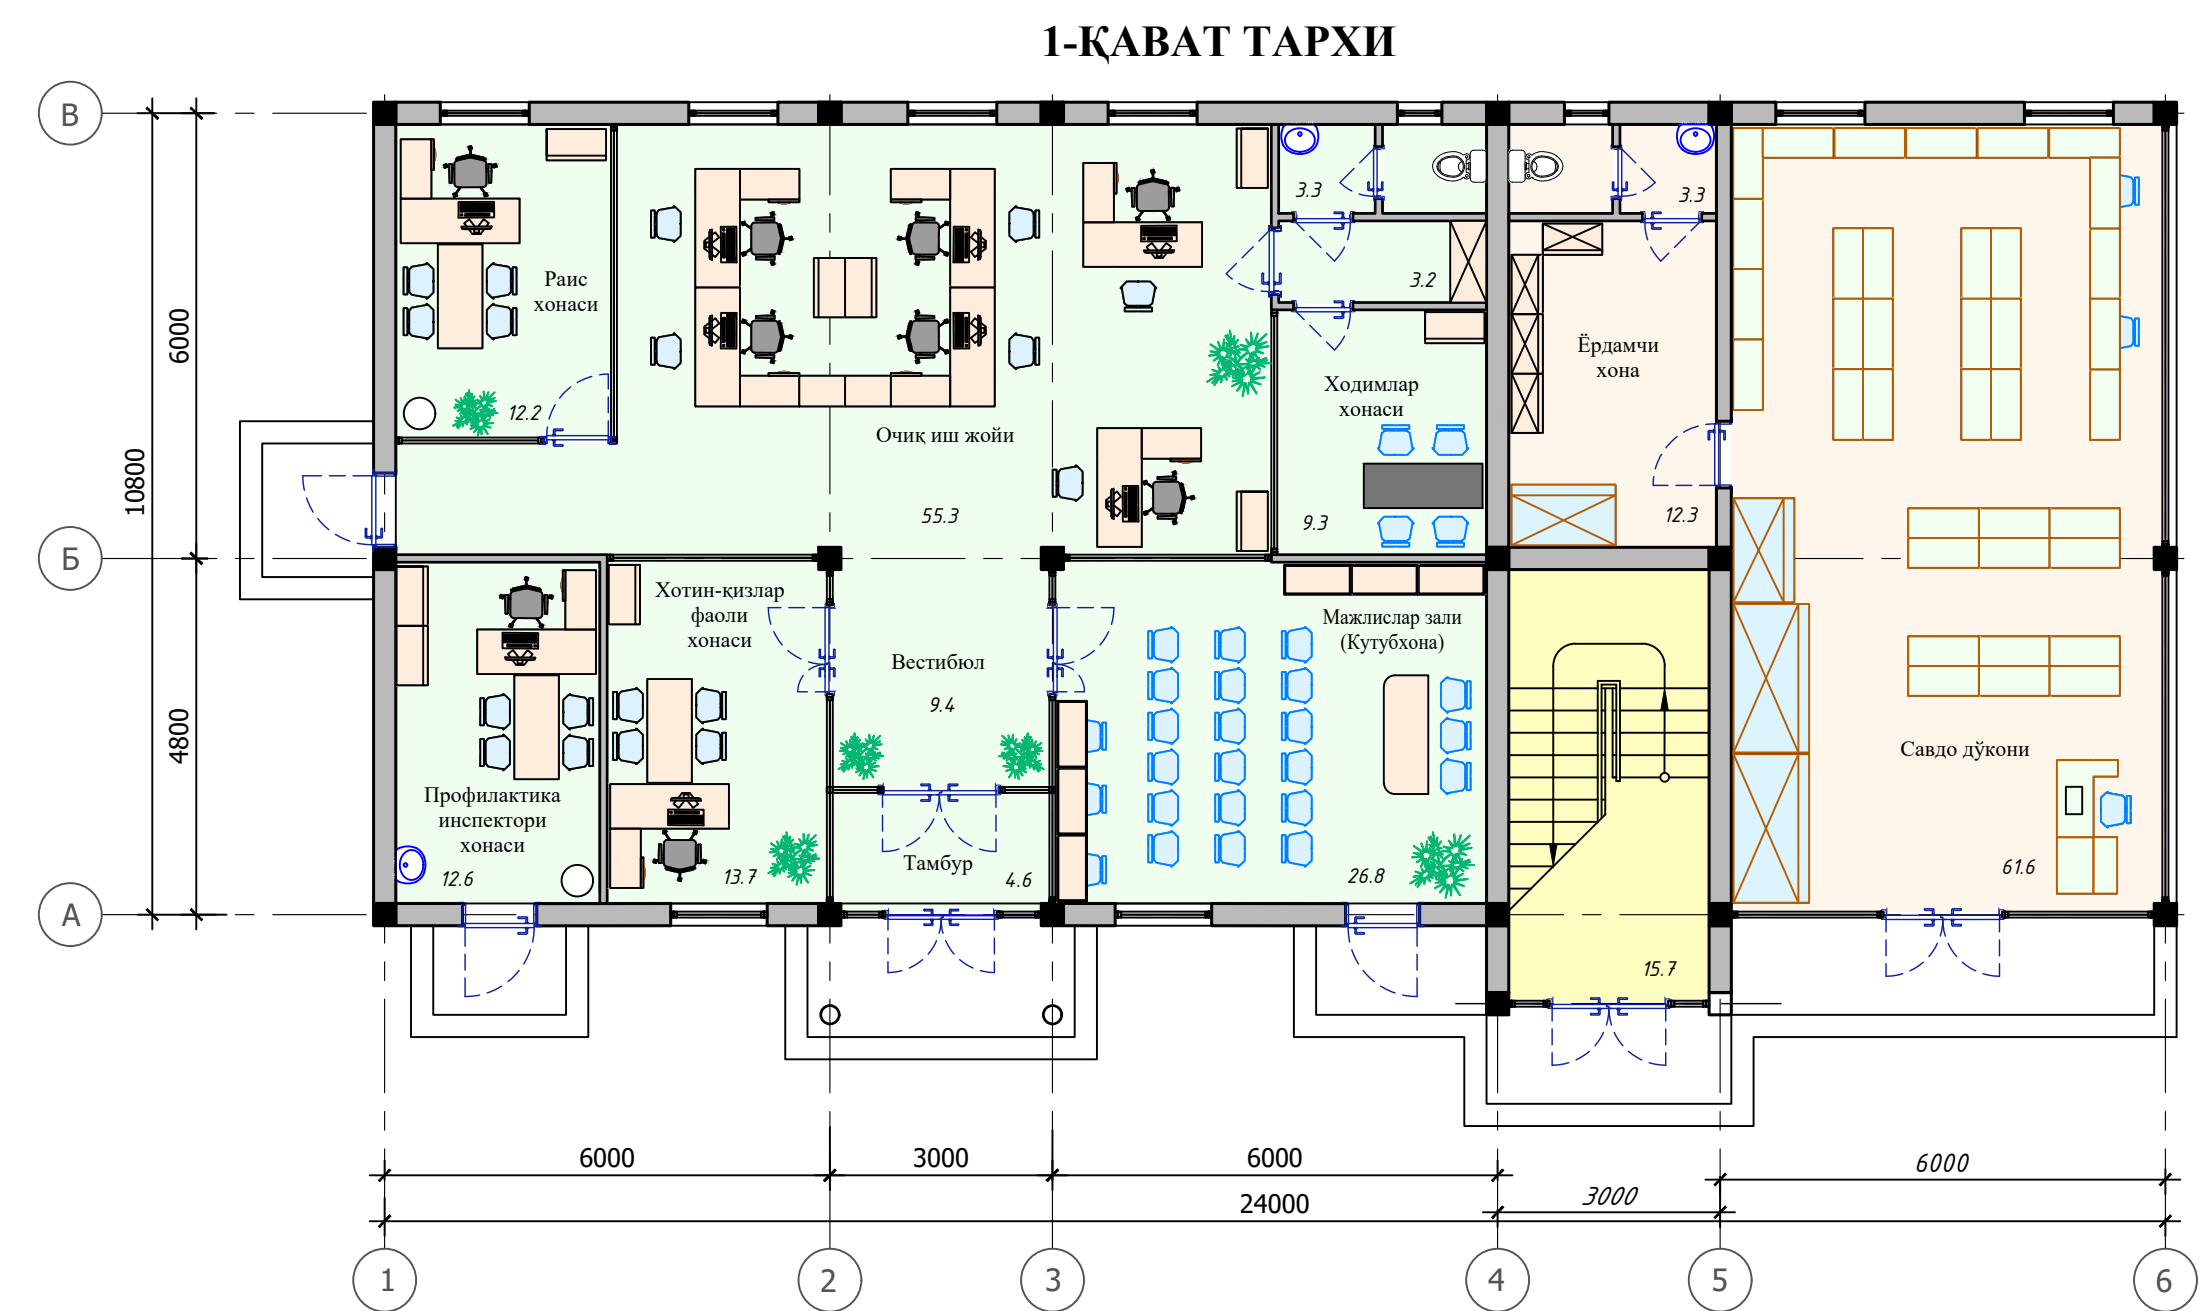 1-ҚАВАТ ТАРХИ
В
Б
А
10800
6000
4800
Раис
хонаси
12.2
Очиқ иш жойи
55.3
3.3
3.2
Ходимлар
хонаси
9.3
3.3
Ёрдамчи
хона
12.3
Профилактика
инспектори
хонаси
12.6
Хотин-қизлар
фаоли
хонаси
13.7
Вестибюл
9.4
Тамбур
4.6
Мажлислар зали
(Кутубхона)
26.8
15.7
Савдо дўкони
61.6
6000
3000
6000
3000
6000
24000
1
2
3
4
5
6